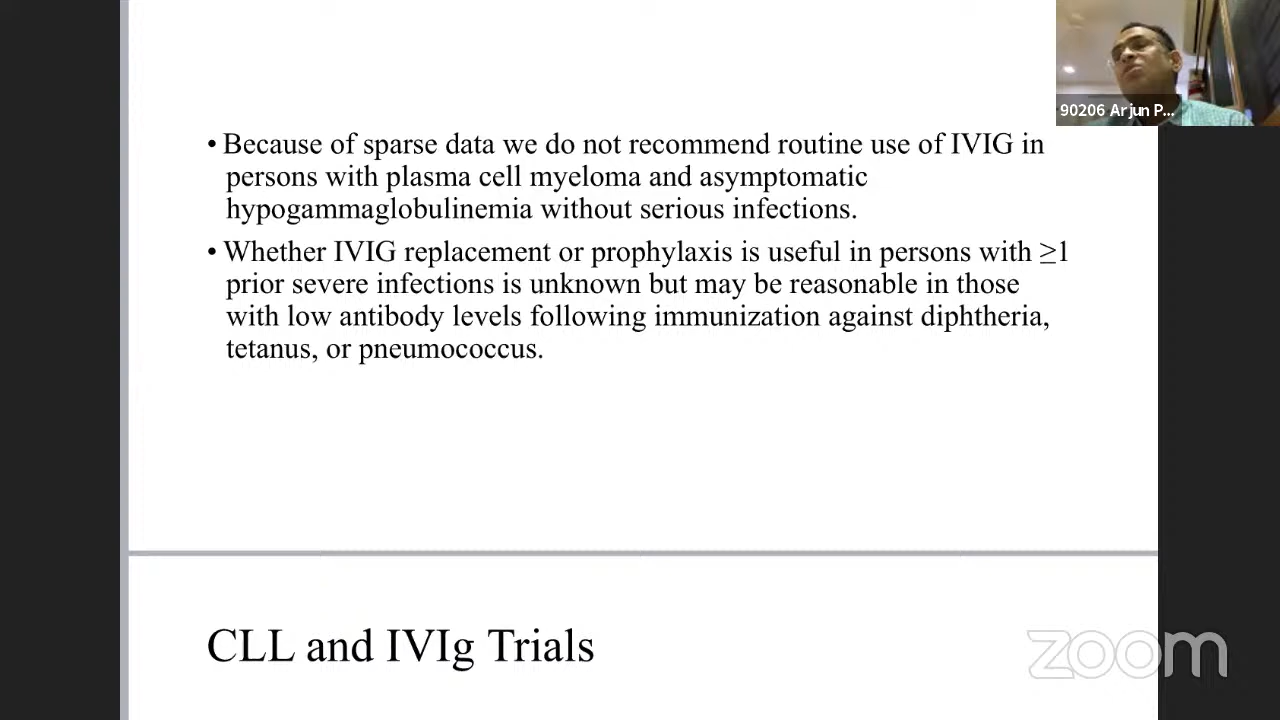 90206 Arjun P...
• Because of sparse data we do not recommend routine use of IVIG in
persons with plasma cell myeloma and asymptomatic
hypogammaglobulinemia without serious infections.
• Whether IVIG replacement or prophylaxis is useful in persons with ≥1
prior severe infections is unknown but may be reasonable in those
with low antibody levels following immunization against diphtheria,
tetanus, or pneumococcus.
CLL and IVIg Trials
zoom